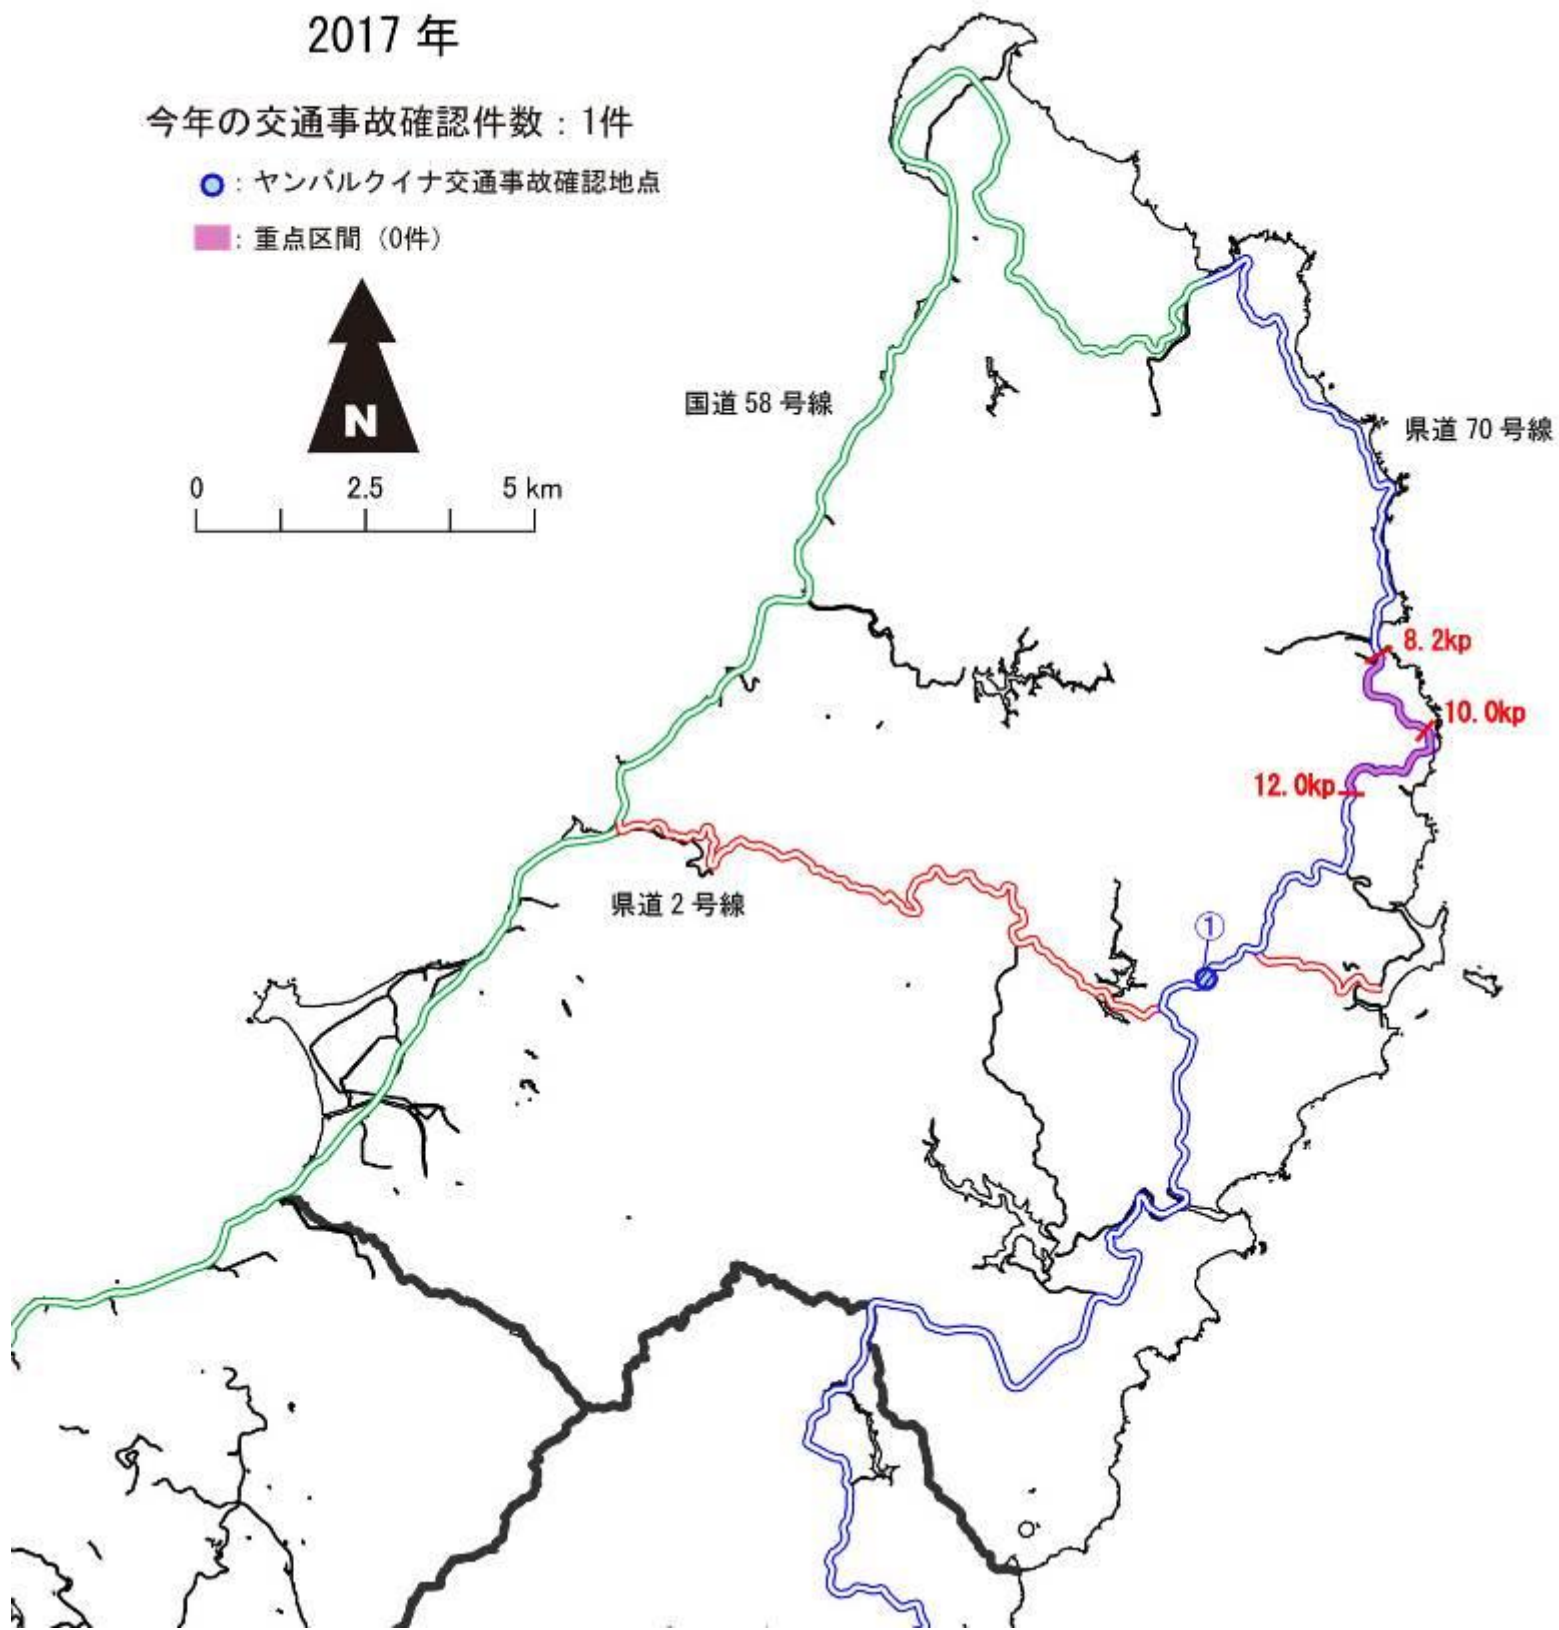 2017 年
今年の交通事故確認件数：1件
：ヤンバルクイナ交通事故確認地点
：重点区間（0件）
N
0 2.5 5 km
国道 58 号線
県道 70 号線
8.2kp
10.0kp
12.0kp
県道 2 号線
①